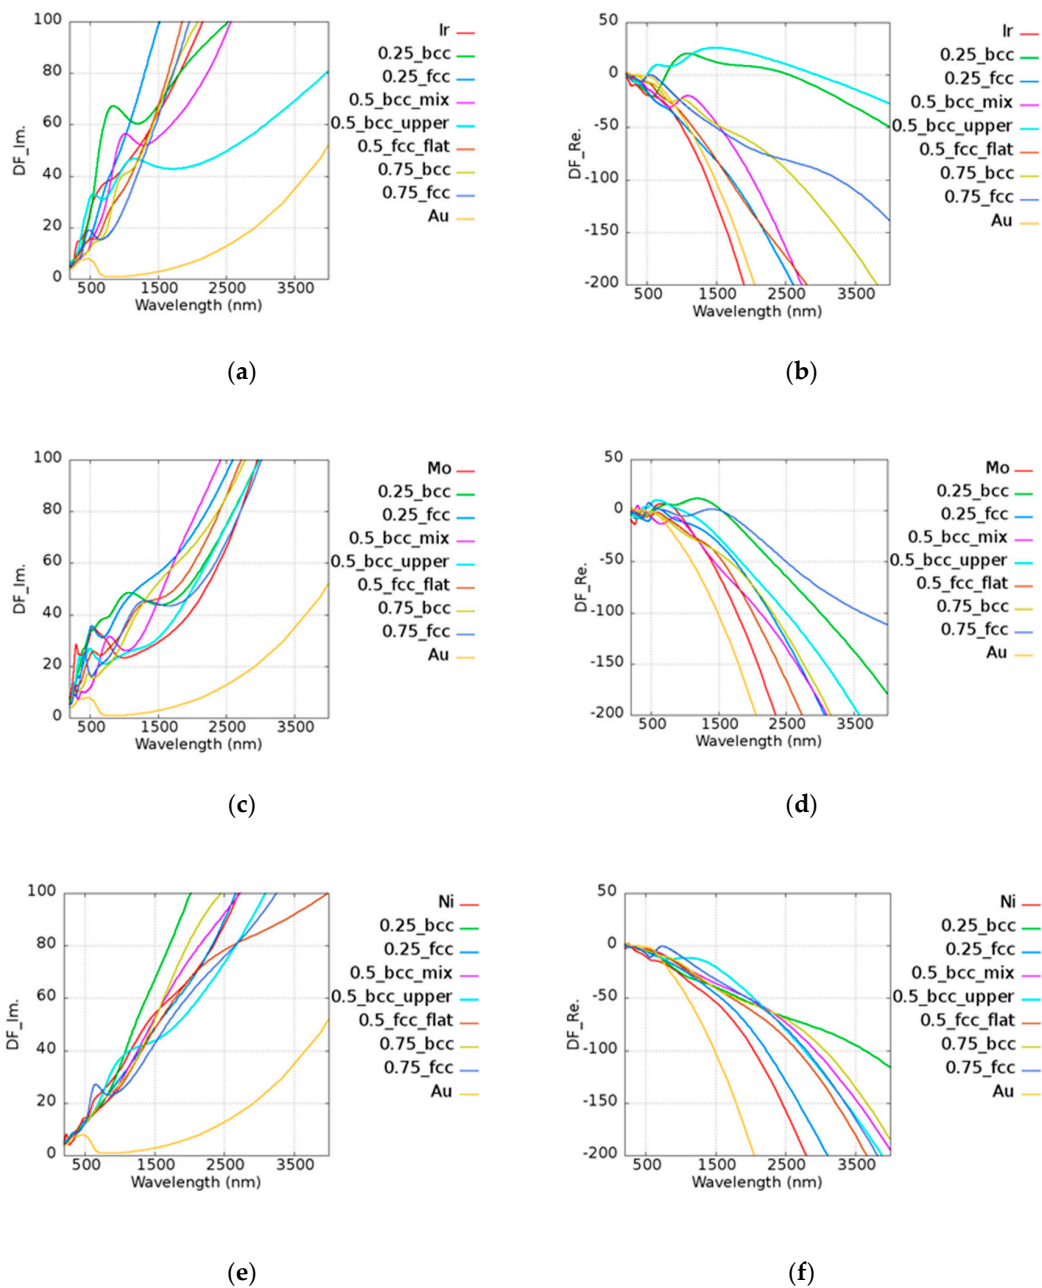 100
80
60
40
20
0
DF_Im.
500 1500 2500 3500
Wavelength (nm)
Ir
0.25_bcc
0.25_fcc
0.5_bcc_mix
0.5_bcc_upper
0.5_fcc_flat
0.75_bcc
0.75_fcc
Au
(a)
50
0
-50
-100
-150
-200
DF_Re.
500 1500 2500 3500
Wavelength (nm)
Ir
0.25_bcc
0.25_fcc
0.5_bcc_mix
0.5_bcc_upper
0.5_fcc_flat
0.75_bcc
0.75_fcc
Au
(b)
100
80
60
40
20
0
DF_Im.
500 1500 2500 3500
Wavelength (nm)
Mo
0.25_bcc
0.25_fcc
0.5_bcc_mix
0.5_bcc_upper
0.5_fcc_flat
0.75_bcc
0.75_fcc
Au
(c)
50
0
-50
-100
-150
-200
DF_Re.
500 1500 2500 3500
Wavelength (nm)
Mo
0.25_bcc
0.25_fcc
0.5_bcc_mix
0.5_bcc_upper
0.5_fcc_flat
0.75_bcc
0.75_fcc
Au
(d)
100
80
60
40
20
0
DF_Im.
500 1500 2500 3500
Wavelength (nm)
Ni
0.25_bcc
0.25_fcc
0.5_bcc_mix
0.5_bcc_upper
0.5_fcc_flat
0.75_bcc
0.75_fcc
Au
(e)
50
0
-50
-100
-150
-200
DF_Re.
500 1500 2500 3500
Wavelength (nm)
Ni
0.25_bcc
0.25_fcc
0.5_bcc_mix
0.5_bcc_upper
0.5_fcc_flat
0.75_bcc
0.75_fcc
Au
(f)